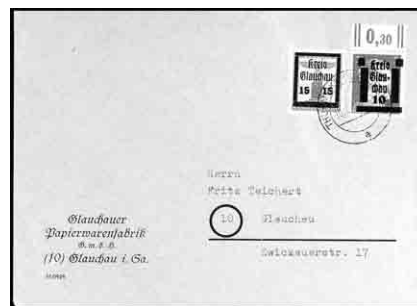 0,30
Kreis
Glauchau
15 15
Kreis
Glau-
chau
10
Herrn
Fritz Teichert
10 Glauchau
Zwickauerstr. 17
Glauchauer
Papierwarenfabrik
G. m. b. H.
(10) Glauchau i. Sa.